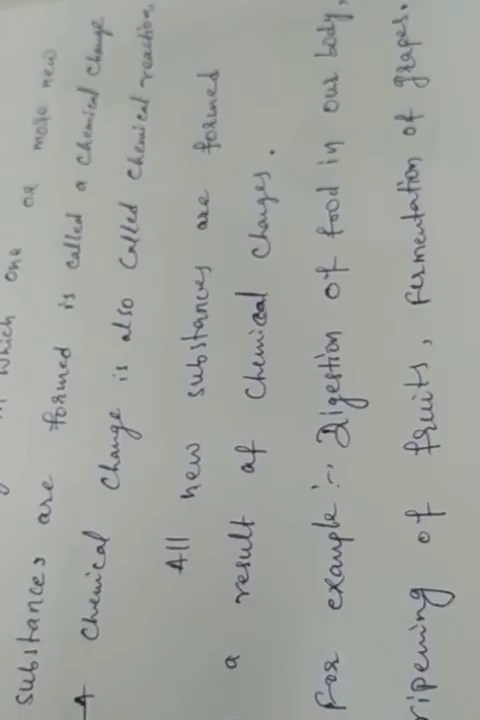 in which one or more new
substances are formed is called a chemical change
A chemical change is also called chemical reaction.
All new substances are formed
a result of chemical changes.
For example :- Digestion of food in our body,
ripening of fruits, fermentation of grapes.